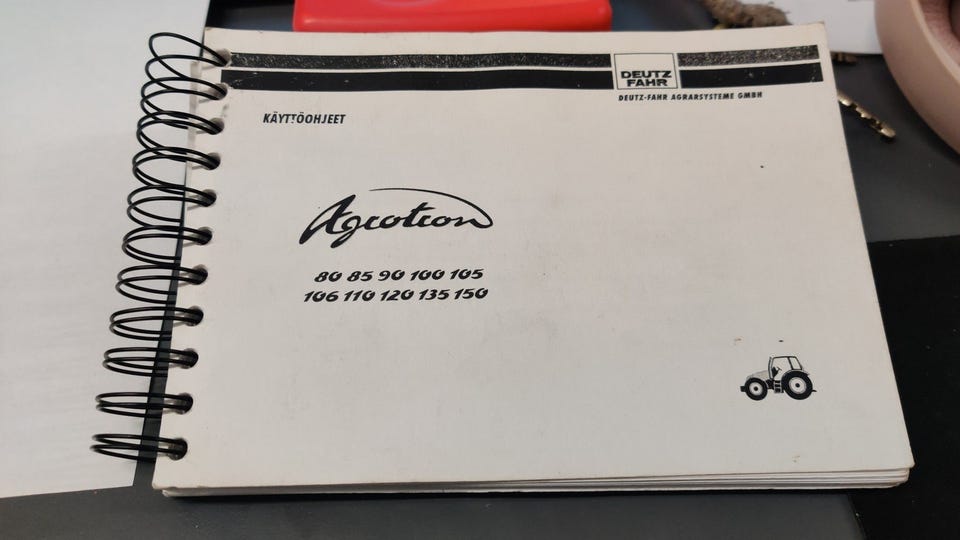 DEUTZ
FAHR
DEUTZ-FAHR AGRARSYSTEME GMBH
KÄYTTÖOHJEET
Agrotron
80 85 90 100 105
106 110 120 135 150